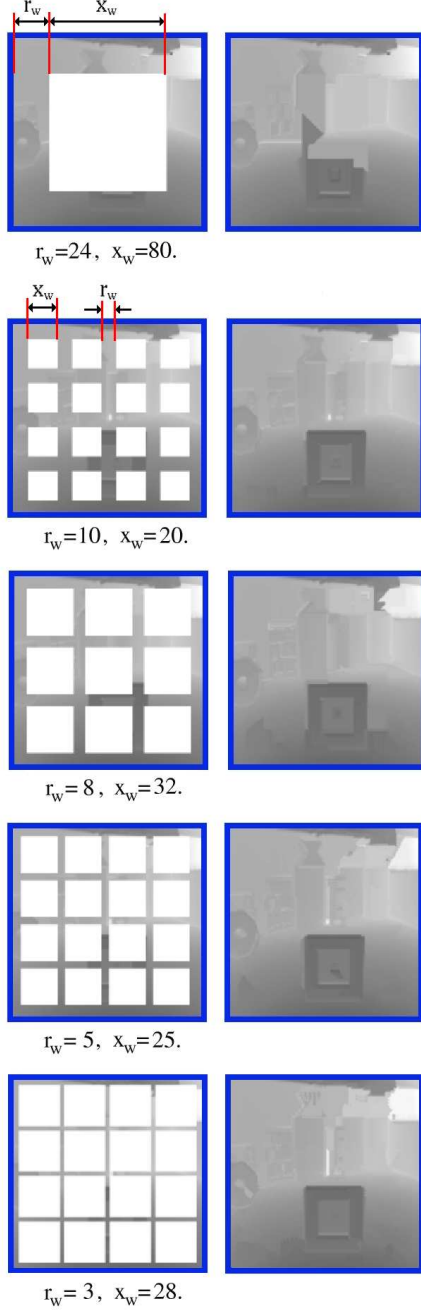 r_w x_w
r_w=24, x_w=80.
x_w r_w
r_w=10, x_w=20.
r_w= 8, x_w=32.
r_w= 5, x_w=25.
r_w= 3, x_w=28.